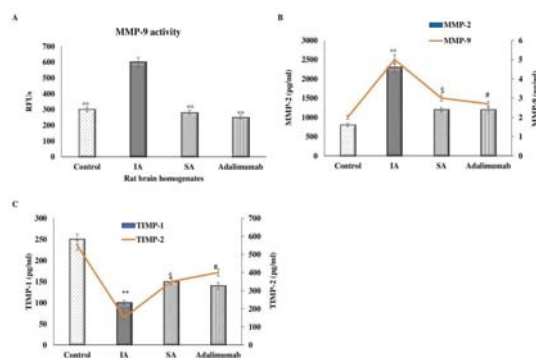 A
MMP-9 activity
RFUs
700
600
500
400
300
200
100
0
**
**
**
Control
IA
SA
Adalimumab
Rat brain homogenates
B
MMP-2
MMP-9
MMP-2 (pg/ml)
3000
2500
2000
1500
1000
500
0
**
$
#
6
5
4
3
2
1
0
MMP-9 (pg/ml)
Control
IA
SA
Adalimumab
C
TIMP-1
TIMP-2
TIMP-1 (pg/ml)
300
250
200
150
100
50
0
**
$
#
700
600
500
400
300
200
100
0
TIMP-2 (pg/ml)
Control
IA
SA
Adalimumab